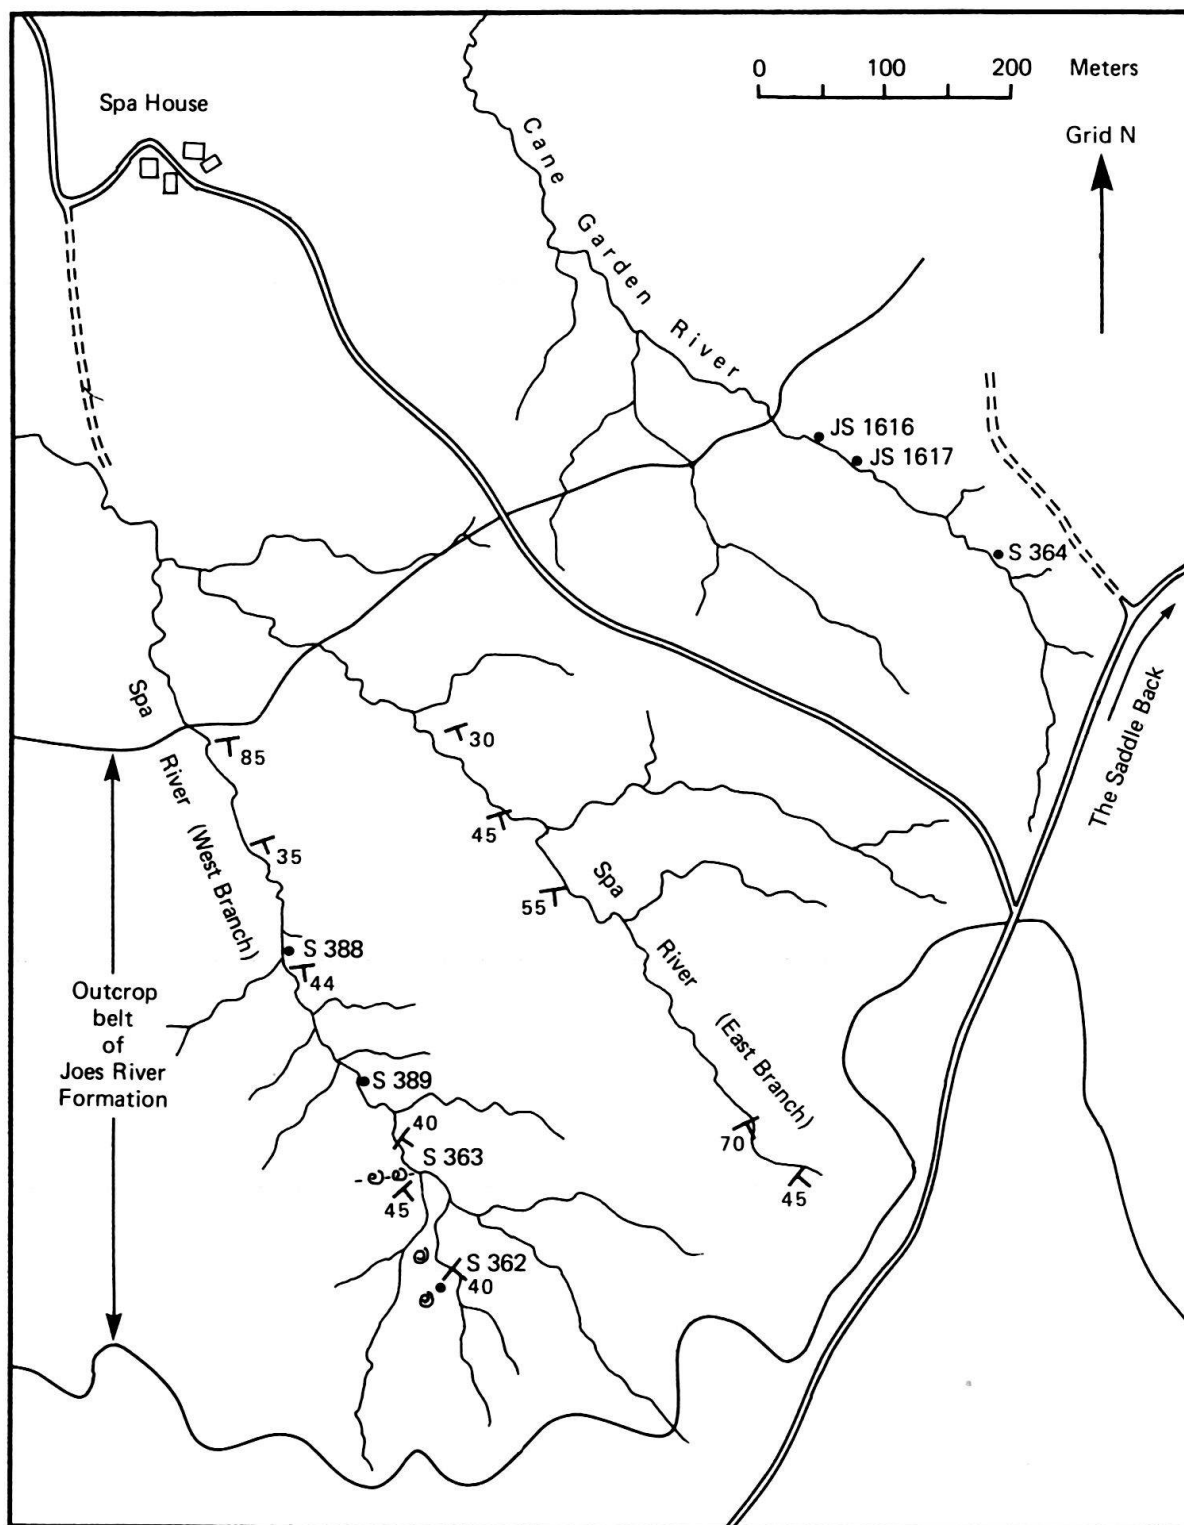 0 100 200 Meters
Spa House
Grid N
Cane Garden River
JS 1616
JS 1617
S 364
The Saddle Back
Spa River (West Branch)
85
30
35
45
55
Spa River (East Branch)
S 388
44
Outcrop
belt
of
Joes River
Formation
S 389
40
70
S 363
45
45
S 362
40